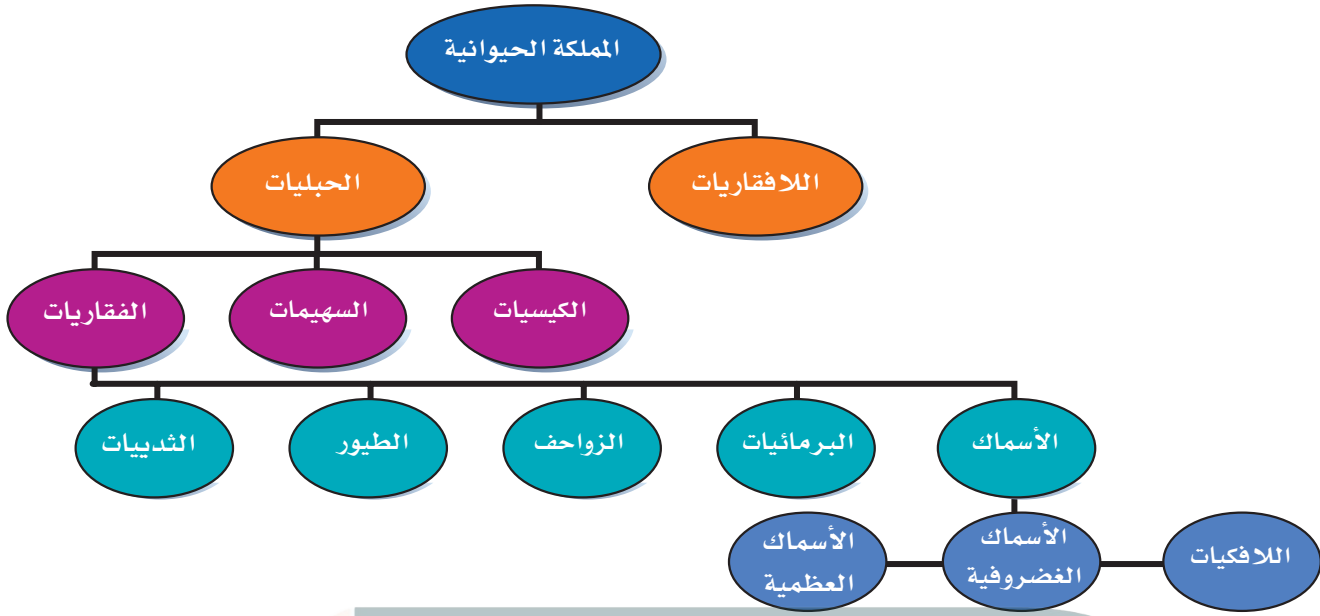 المملكة الحيوانية
اللافقاريات
الحبليات
الكيسيات
السهيمات
الفقاريات
الأسماك
البرمائيات
الزواحف
الطيور
الثدييات
اللافكيات
الأسماك
الغضروفية
الأسماك
العظمية